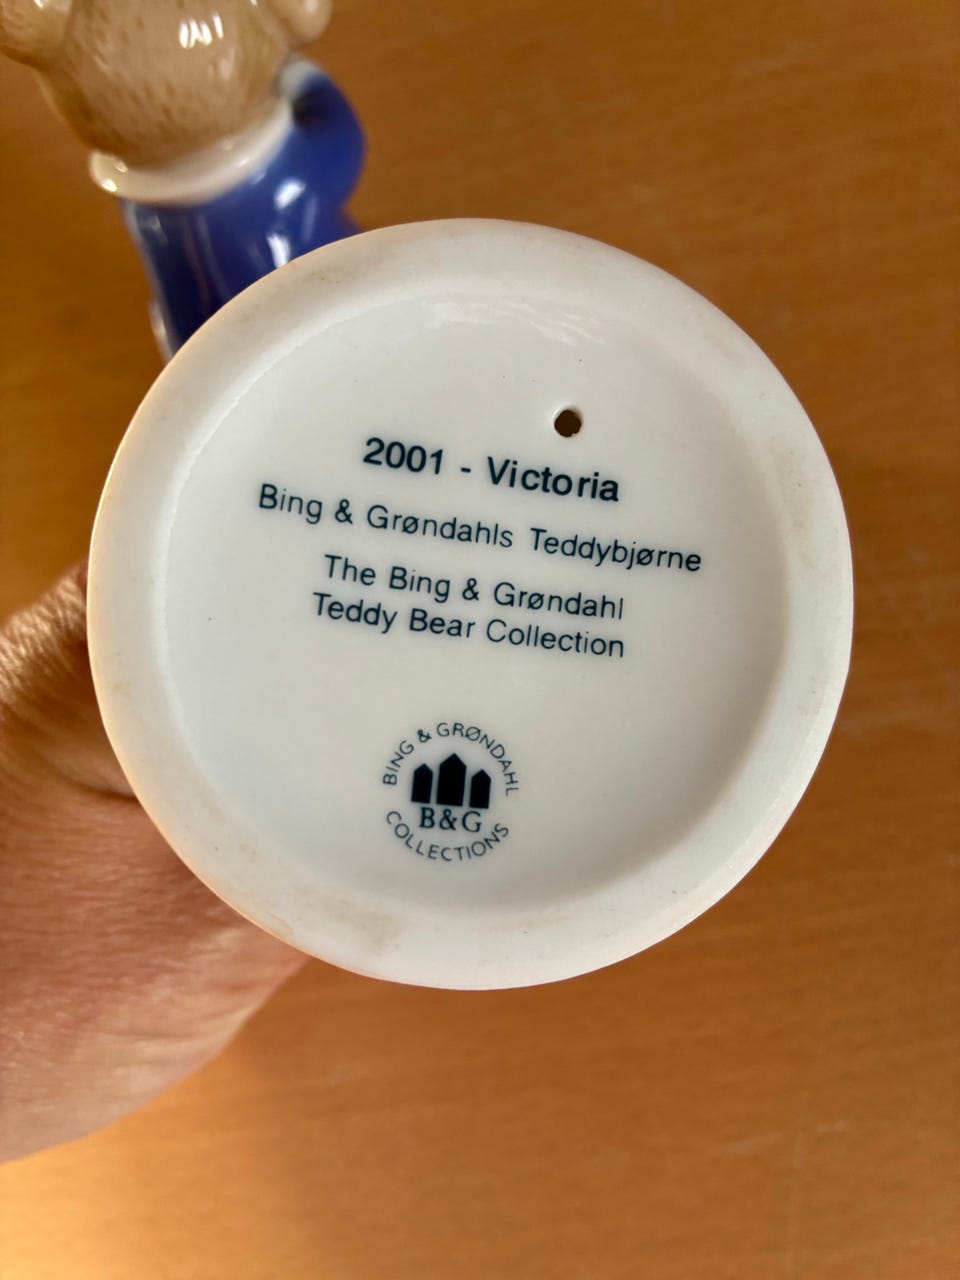 2001 - Victoria
Bing & Grøndahls Teddybjørne
The Bing & Grøndahl
Teddy Bear Collection
BING & GRØNDAHL
B&G
COLLECTIONS